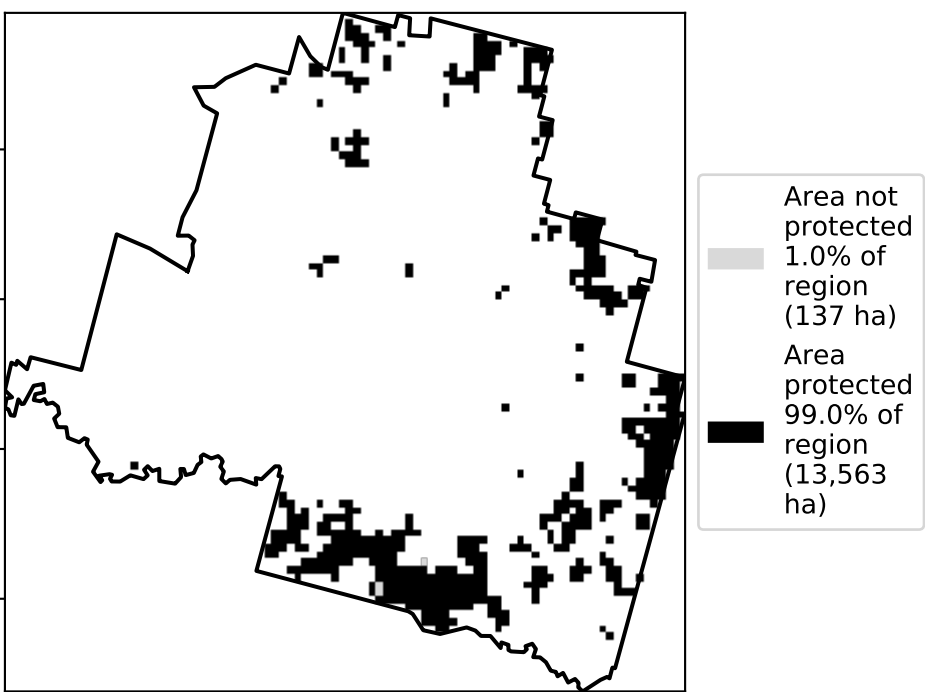 Area not
protected
1.0% of
region
(137 ha)
Area
protected
99.0% of
region
(13,563
ha)